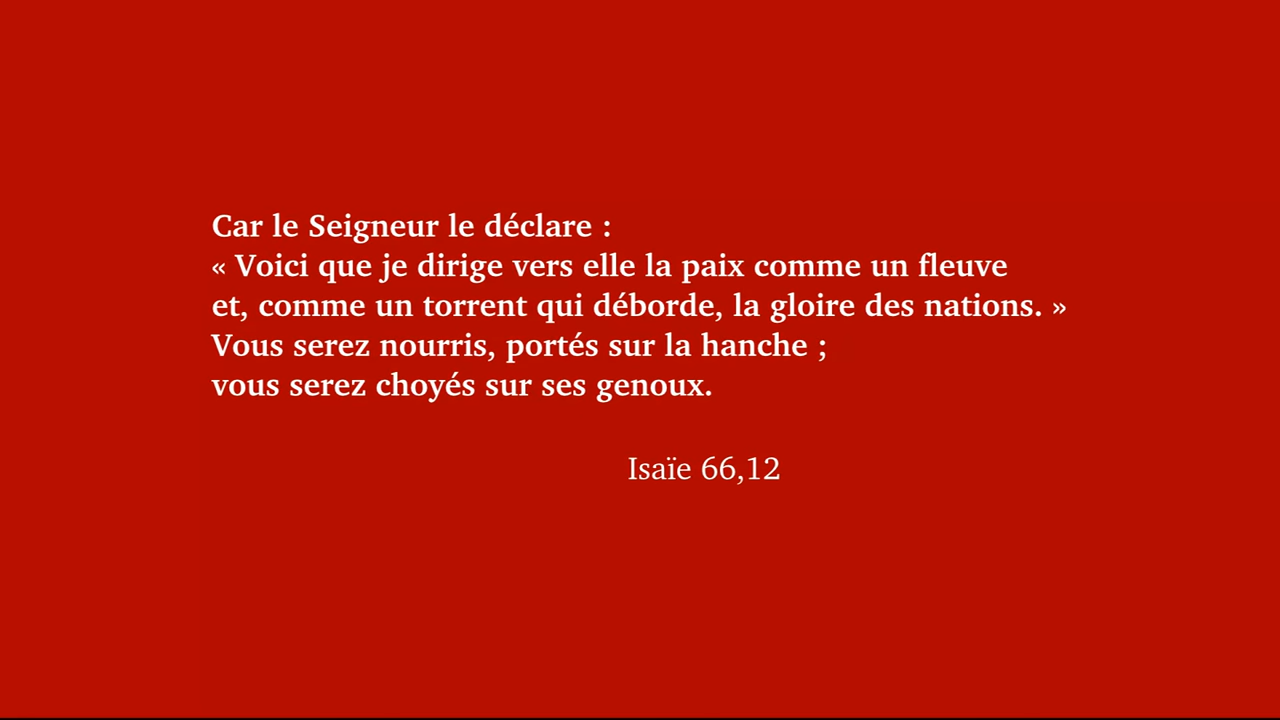 Car le Seigneur le déclare :
« Voici que je dirige vers elle la paix comme un fleuve
et, comme un torrent qui déborde, la gloire des nations. »
Vous serez nourris, portés sur la hanche ;
vous serez choyés sur ses genoux.
Isaïe 66,12